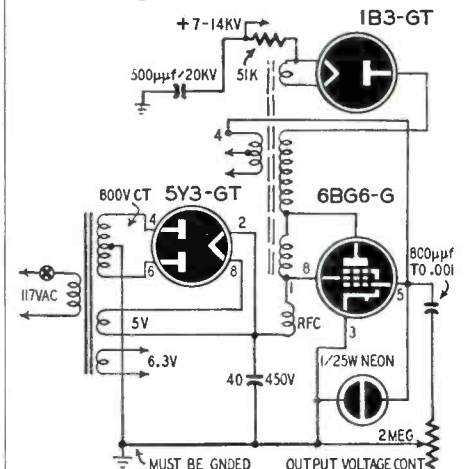 +7-14KV
1B3-GT
51K
500μμf/20KV
4
800V CT
5Y3-GT
6BG6-G
4
2
800μμf
TO .001
6
8
8
1
5
117VAC
5V
RFC
3
1/25W NEON
6.3V
40
450V
2MEG
MUST BE GNDED
OUTPUT VOLTAGE CONT